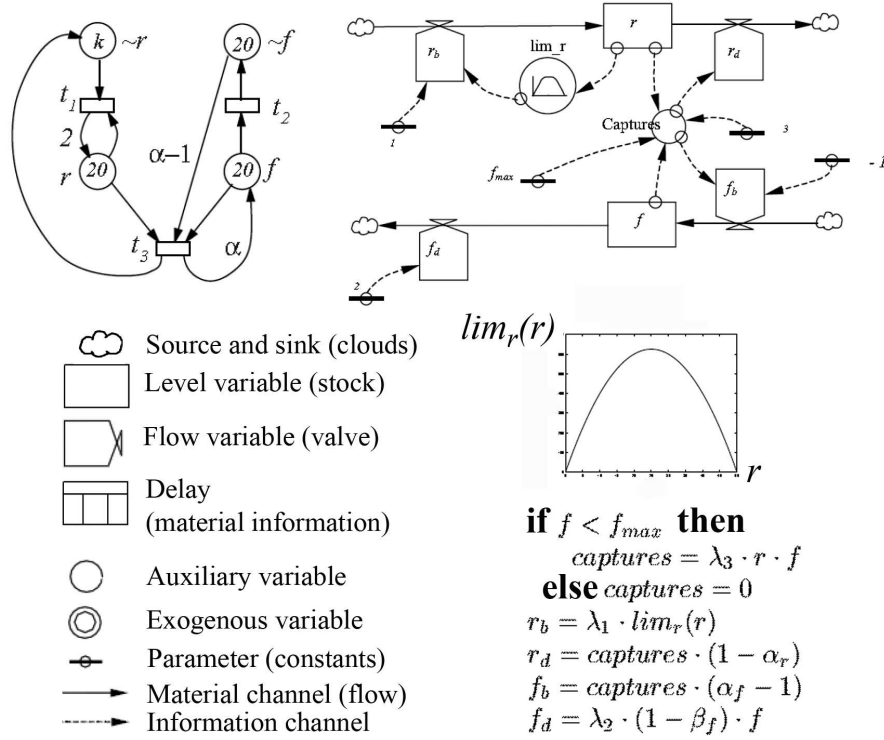 k ~r
20 ~f
t₁
t₂
2
α−1
r 20
20 f
t₃
α
r
lim_r
r_b
r_d
Captures
1
3
f_max
- 1
f_b
f
f_d
2
Source and sink (clouds)
Level variable (stock)
Flow variable (valve)
Delay
(material information)
Auxiliary variable
Exogenous variable
Parameter (constants)
Material channel (flow)
Information channel
lim_r(r)
r
if f < f_max then
captures = λ₃ · r · f
else captures = 0
r_b = λ₁ · lim_r(r)
r_d = captures · (1 − α_r)
f_b = captures · (α_f − 1)
f_d = λ₂ · (1 − β_f) · f